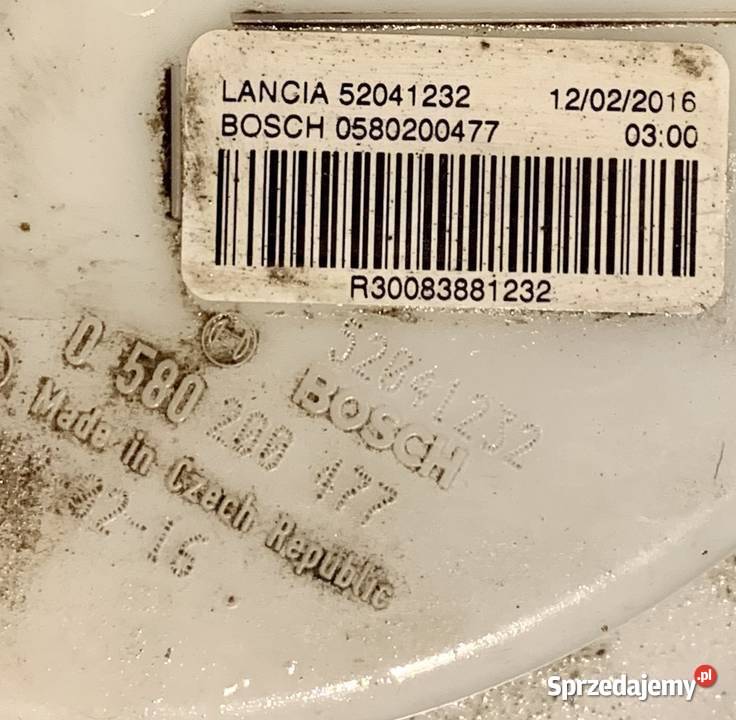 LANCIA 52041232 12/02/2016
BOSCH 0580200477 03:00
R30083881232
52041232
BOSCH
0 580 200 477
Made in Czech Republic
02-16
Sprzedajemy.pl